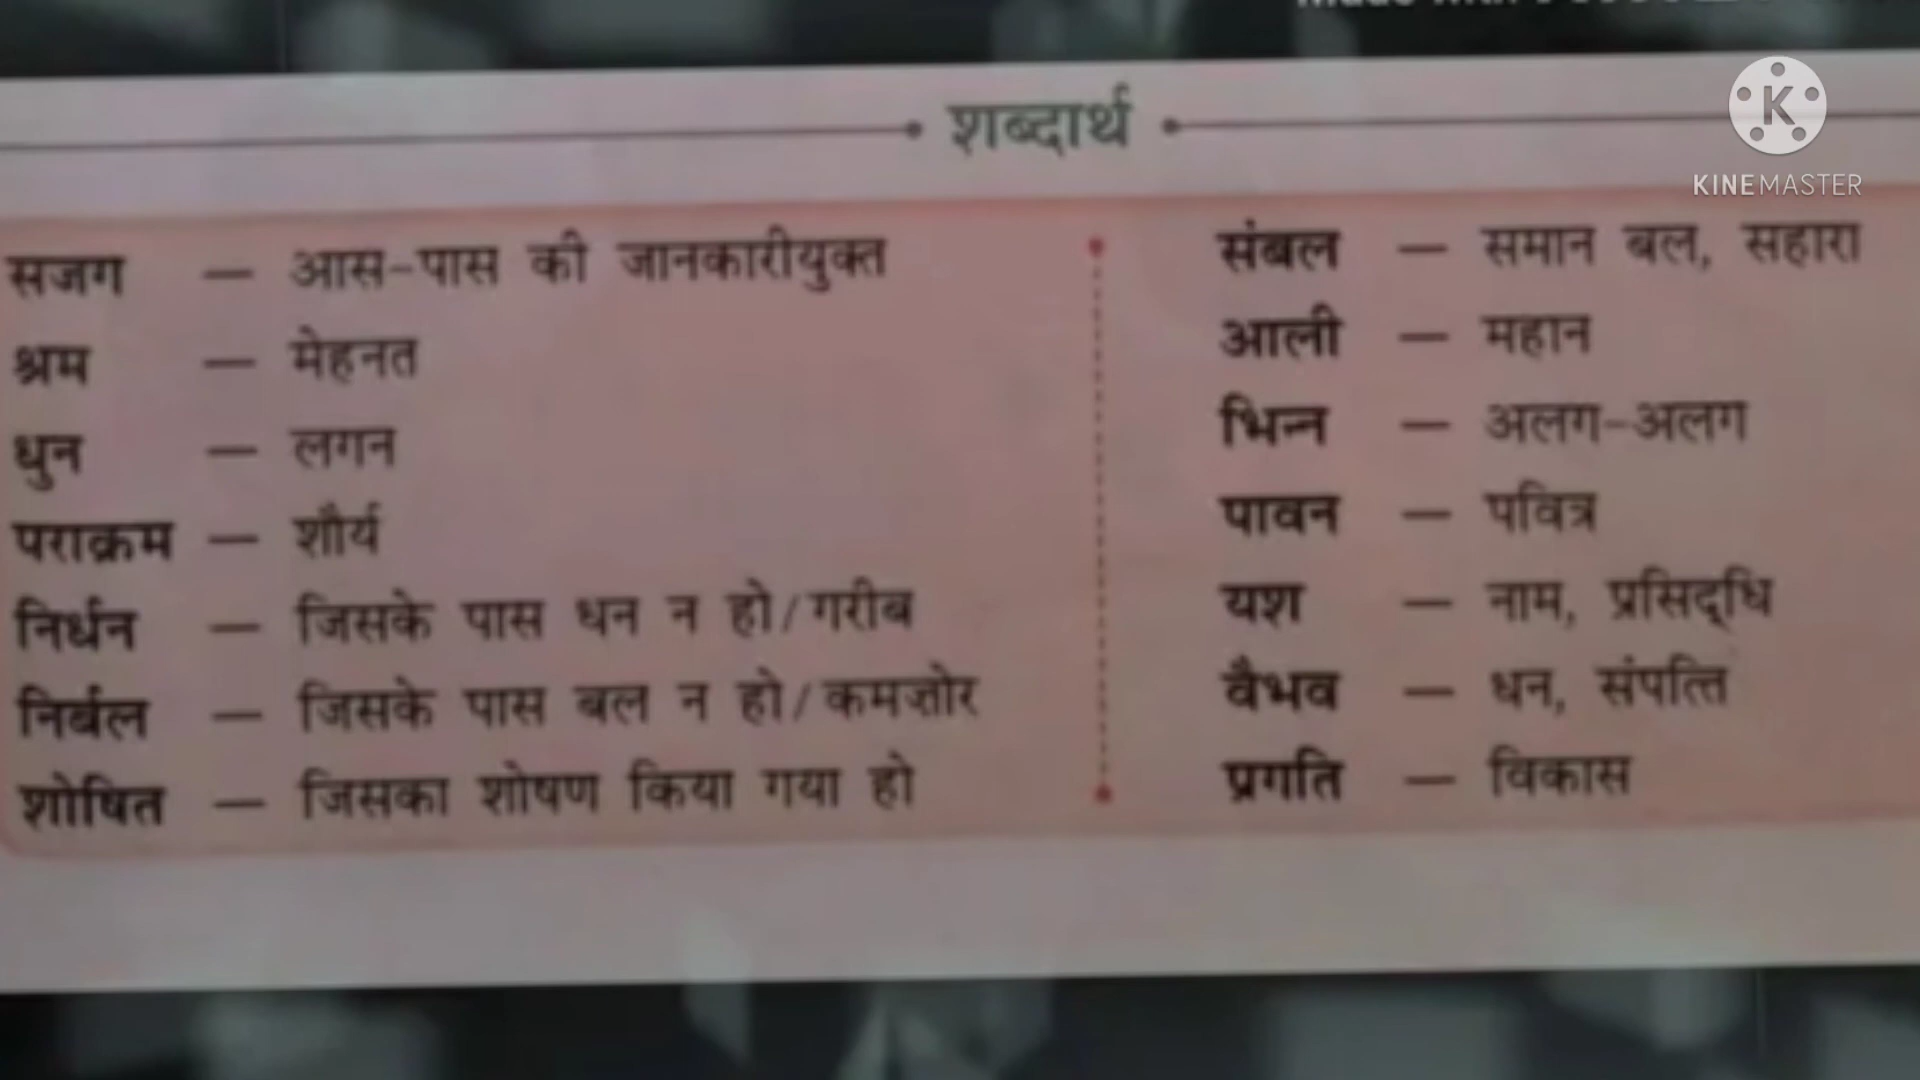 शब्दार्थ
KINEMASTER
सजग — आस-पास की जानकारीयुक्त
श्रम — मेहनत
धुन — लगन
पराक्रम — शौर्य
निर्धन — जिसके पास धन न हो/गरीब
निर्बल — जिसके पास बल न हो/कमज़ोर
शोषित — जिसका शोषण किया गया हो
संबल — समान बल, सहारा
आली — महान
भिन्न — अलग-अलग
पावन — पवित्र
यश — नाम, प्रसिद्धि
वैभव — धन, संपत्ति
प्रगति — विकास